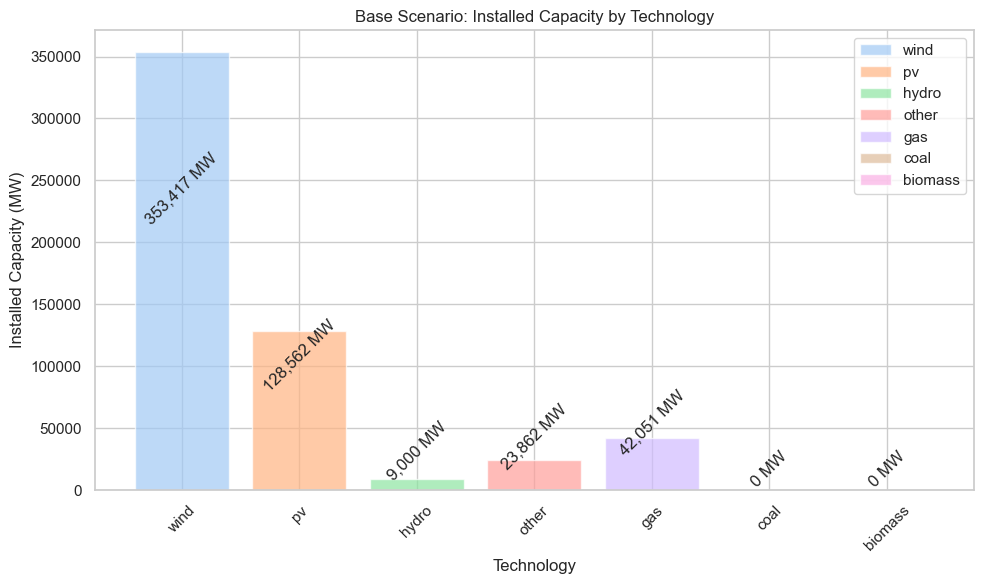 Base Scenario: Installed Capacity by Technology
Installed Capacity (MW)
350000
300000
250000
200000
150000
100000
50000
0
353,417 MW
128,562 MW
9,000 MW
23,862 MW
42,051 MW
0 MW
0 MW
wind
pv
hydro
other
gas
coal
biomass
wind
pv
hydro
other
gas
coal
biomass
Technology